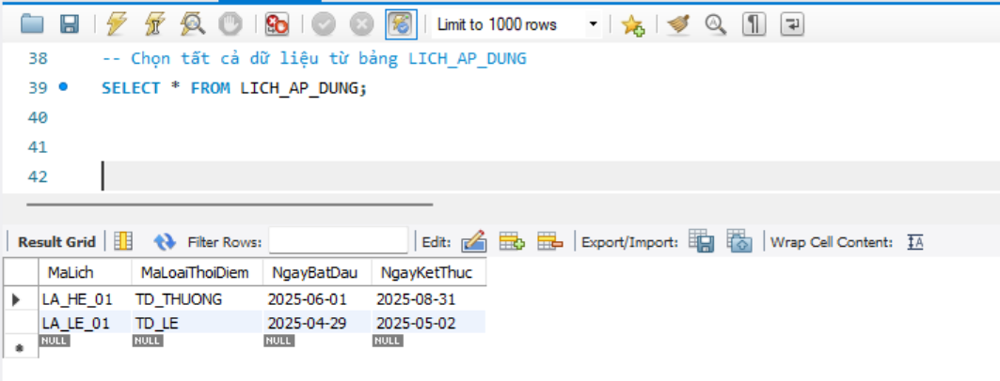 Limit to 1000 rows
38 -- Chọn tất cả dữ liệu từ bảng LICH_AP_DUNG
39 SELECT * FROM LICH_AP_DUNG;
40
41
42
Result Grid Filter Rows: Edit: Export/Import: Wrap Cell Content: IA
MaLich MaLoaiThoiDiem NgayBatDau NgayKetThuc
LA_HE_01 TD_THUONG 2025-06-01 2025-08-31
LA_LE_01 TD_LE 2025-04-29 2025-05-02
NULL NULL NULL NULL